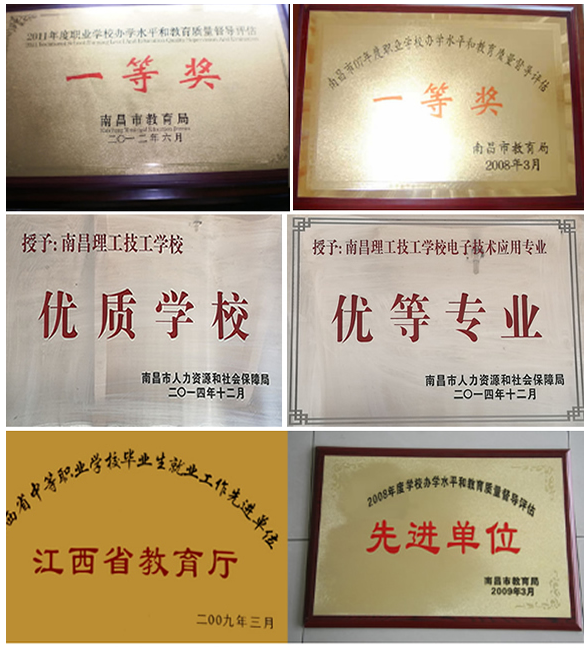 2011年度职业学校办学水平和教育质量督导评估
一等奖
南昌市教育局
二〇一二年六月
南昌市07年度职业学校办学水平和教育质量督导评估
一等奖
南昌市教育局
2008年3月
授予:南昌理工技工学校
优质学校
南昌市人力资源和社会保障局
二〇一四年十二月
授予:南昌理工技工学校电子技术应用专业
优等专业
南昌市人力资源和社会保障局
二〇一四年十二月
西省中等职业学校毕业生就业工作先进单位
江西省教育厅
二〇〇九年三月
2008年度学校办学水平和教育质量督导评估
先进单位
南昌市教育局
2009年3月